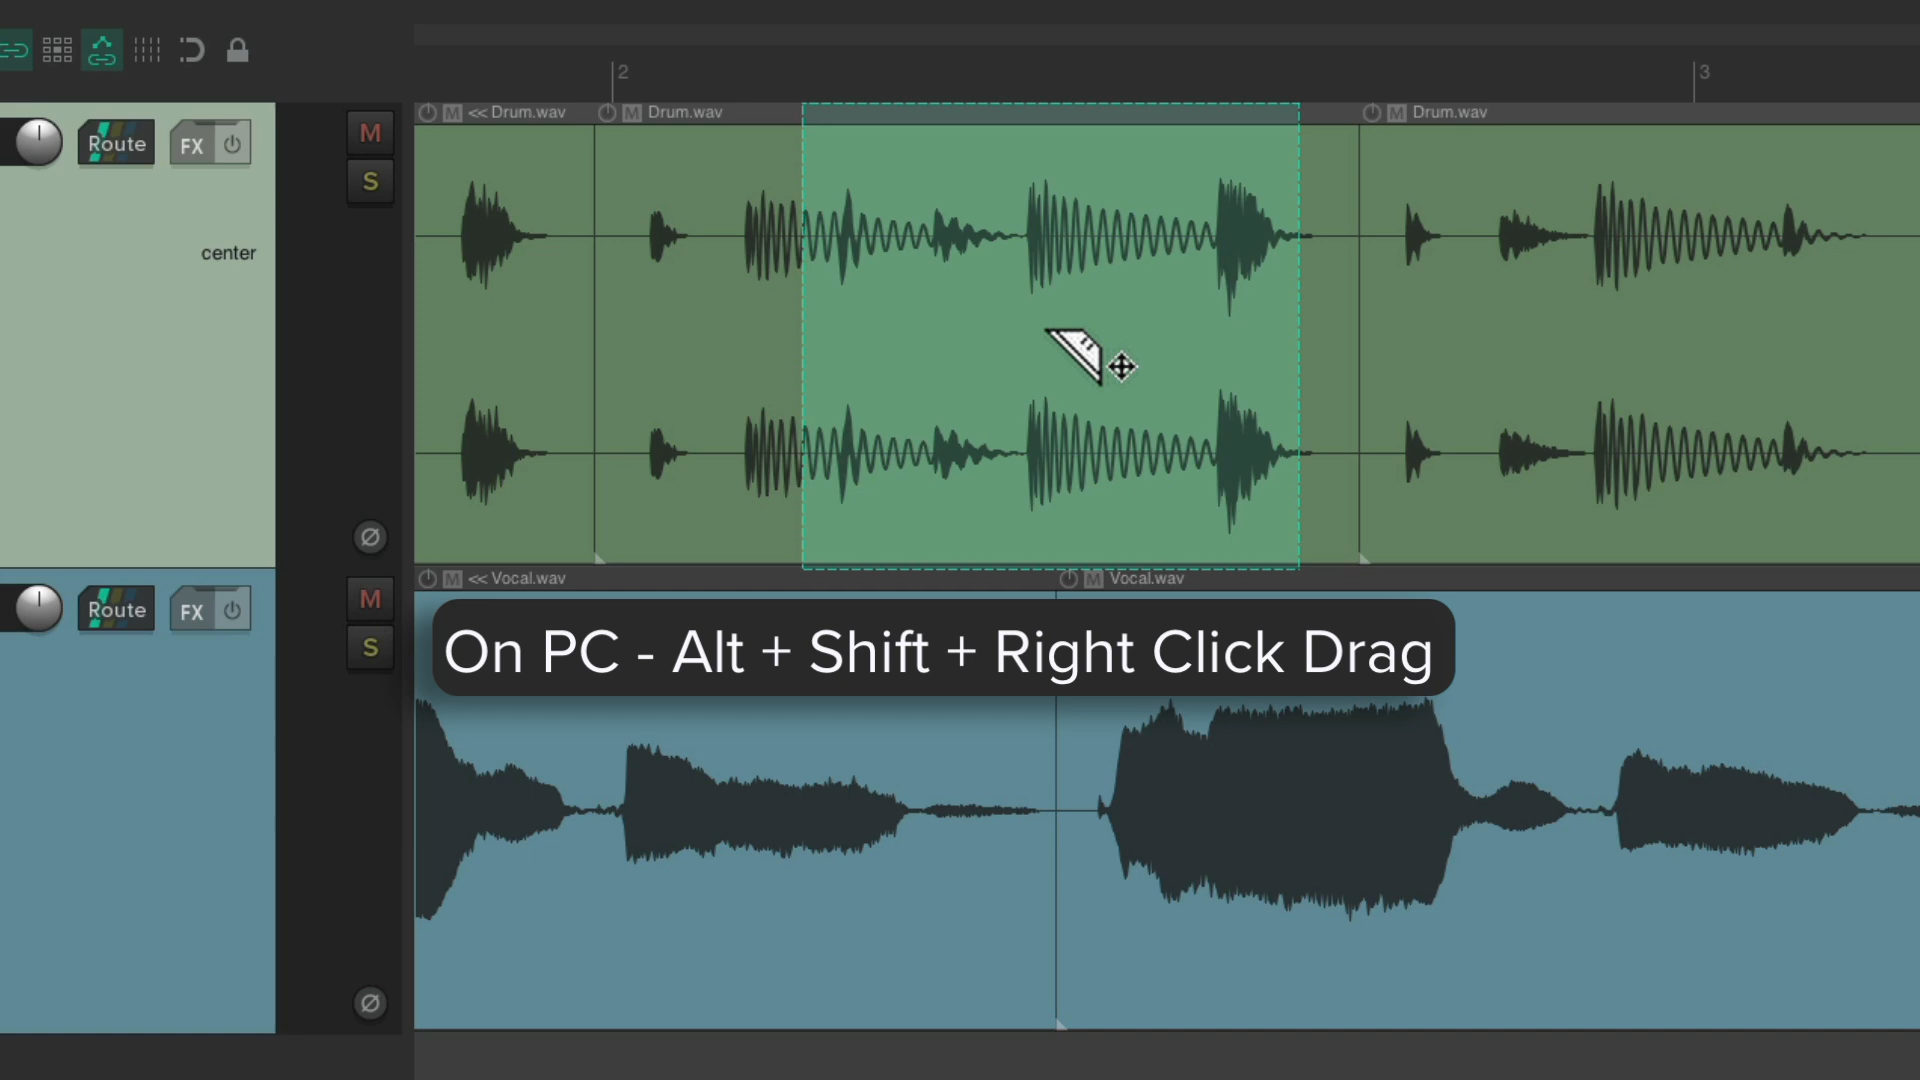 2
3
M << Drum.wav
M Drum.wav
M Drum.wav
Route
FX
M
S
center
Ø
M << Vocal.wav
M Vocal.wav
Route
FX
M
S
On PC - Alt + Shift + Right Click Drag
Ø